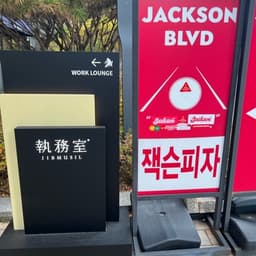 WORK LOUNGE
執務室
JIBMUSIL
JACKSON
BLVD
잭슨피자